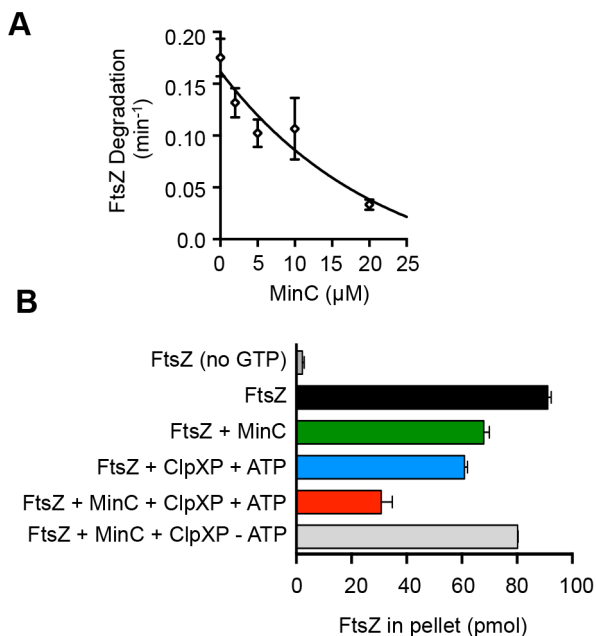 A
FtsZ Degradation
(min-1)
0.20
0.15
0.10
0.05
0.0
0 5 10 15 20 25
MinC (µM)
B
FtsZ (no GTP)
FtsZ
FtsZ + MinC
FtsZ + ClpXP + ATP
FtsZ + MinC + ClpXP + ATP
FtsZ + MinC + ClpXP - ATP
0 20 40 60 80 100
FtsZ in pellet (pmol)